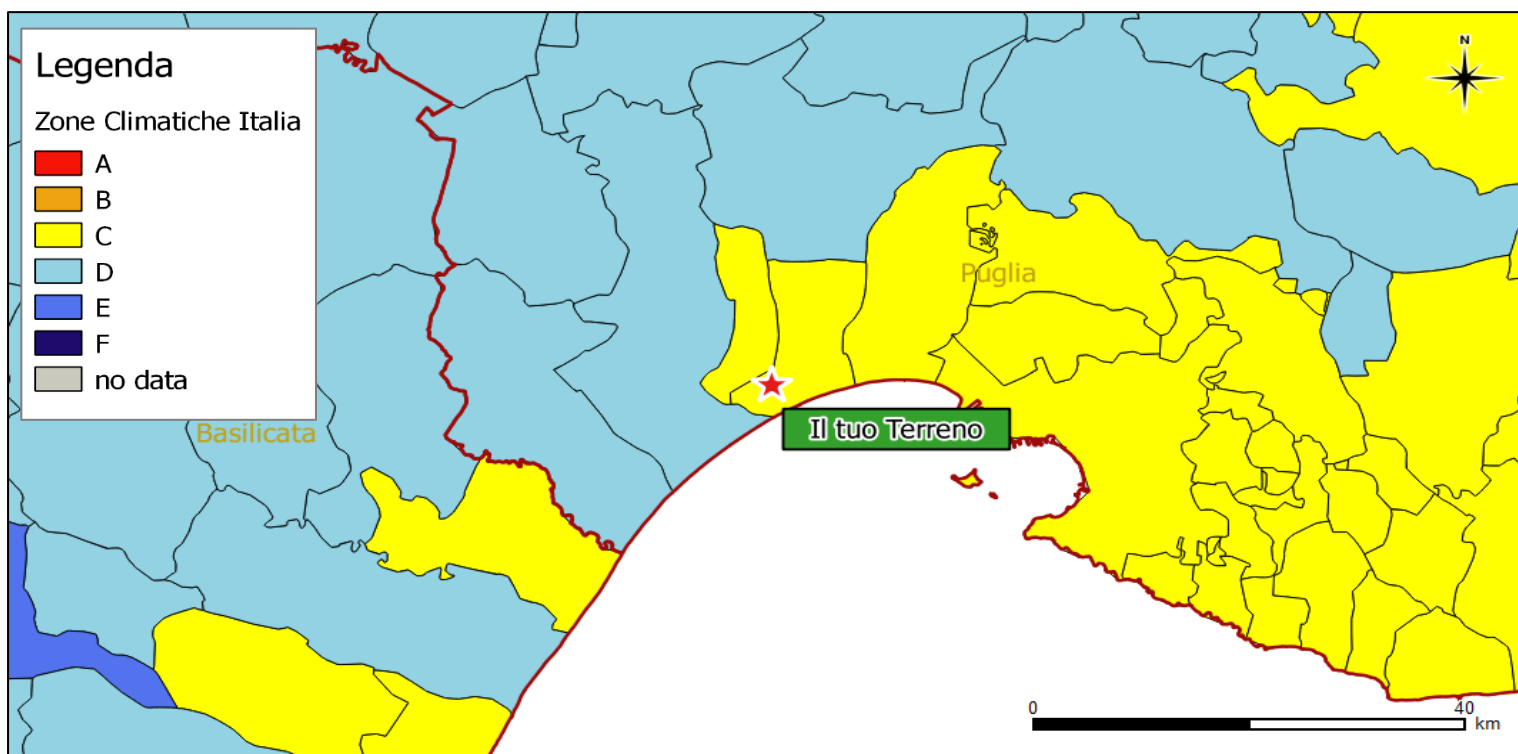 Legenda
Zone Climatiche Italia
A
B
C
D
E
F
no data
N
Puglia
Il tuo Terreno
Basilicata
0 40
km